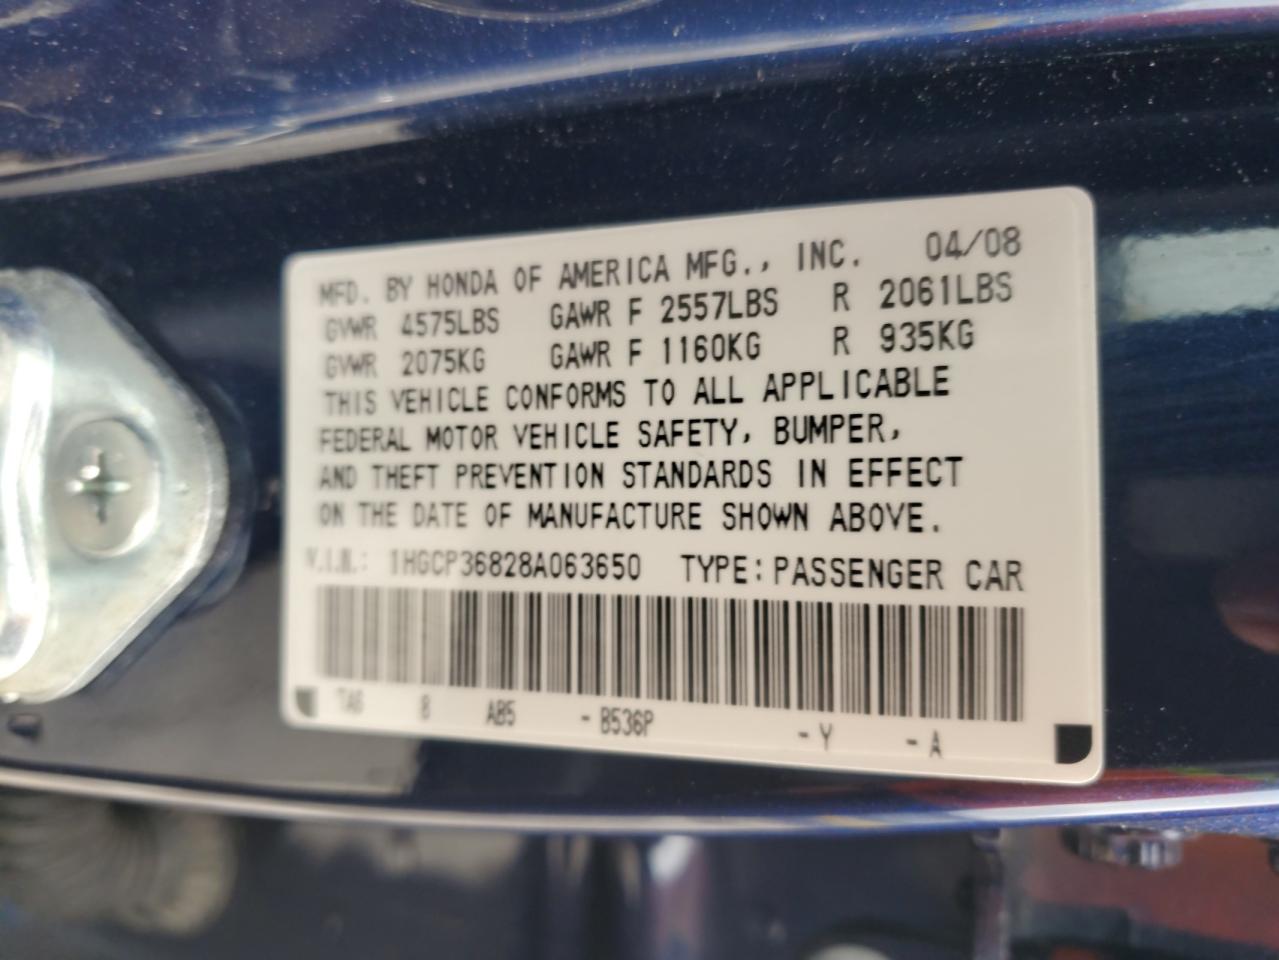 MFD. BY HONDA OF AMERICA MFG., INC. 04/08
GVWR 4575LBS GAWR F 2557LBS R 2061LBS
GVWR 2075KG GAWR F 1160KG R 935KG
THIS VEHICLE CONFORMS TO ALL APPLICABLE
FEDERAL MOTOR VEHICLE SAFETY, BUMPER,
AND THEFT PREVENTION STANDARDS IN EFFECT
ON THE DATE OF MANUFACTURE SHOWN ABOVE.
V.I.N.: 1HGCP36828A063650 TYPE: PASSENGER CAR
TA6 8 AB5 - B536P - Y - A